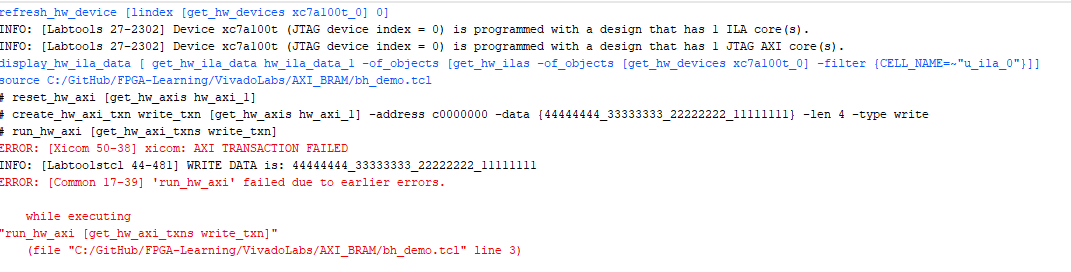 refresh_hw_device [lindex [get_hw_devices xc7a100t_0] 0]
INFO: [Labtools 27-2302] Device xc7a100t (JTAG device index = 0) is programmed with a design that has 1 ILA core(s).
INFO: [Labtools 27-2302] Device xc7a100t (JTAG device index = 0) is programmed with a design that has 1 JTAG AXI core(s).
display_hw_ila_data [ get_hw_ila_data hw_ila_data_1 -of_objects [get_hw_ilas -of_objects [get_hw_devices xc7a100t_0] -filter {CELL_NAME=~"u_ila_0"}]]
source C:/GitHub/FPGA-Learning/VivadoLabs/AXI_BRAM/bh_demo.tcl
# reset_hw_axi [get_hw_axis hw_axi_1]
# create_hw_axi_txn write_txn [get_hw_axis hw_axi_1] -address c0000000 -data {44444444_33333333_22222222_11111111} -len 4 -type write
# run_hw_axi [get_hw_axi_txns write_txn]
ERROR: [Xicom 50-38] xicom: AXI TRANSACTION FAILED
INFO: [Labtoolstcl 44-481] WRITE DATA is: 44444444_33333333_22222222_11111111
ERROR: [Common 17-39] 'run_hw_axi' failed due to earlier errors.
while executing
"run_hw_axi [get_hw_axi_txns write_txn]"
(file "C:/GitHub/FPGA-Learning/VivadoLabs/AXI_BRAM/bh_demo.tcl" line 3)